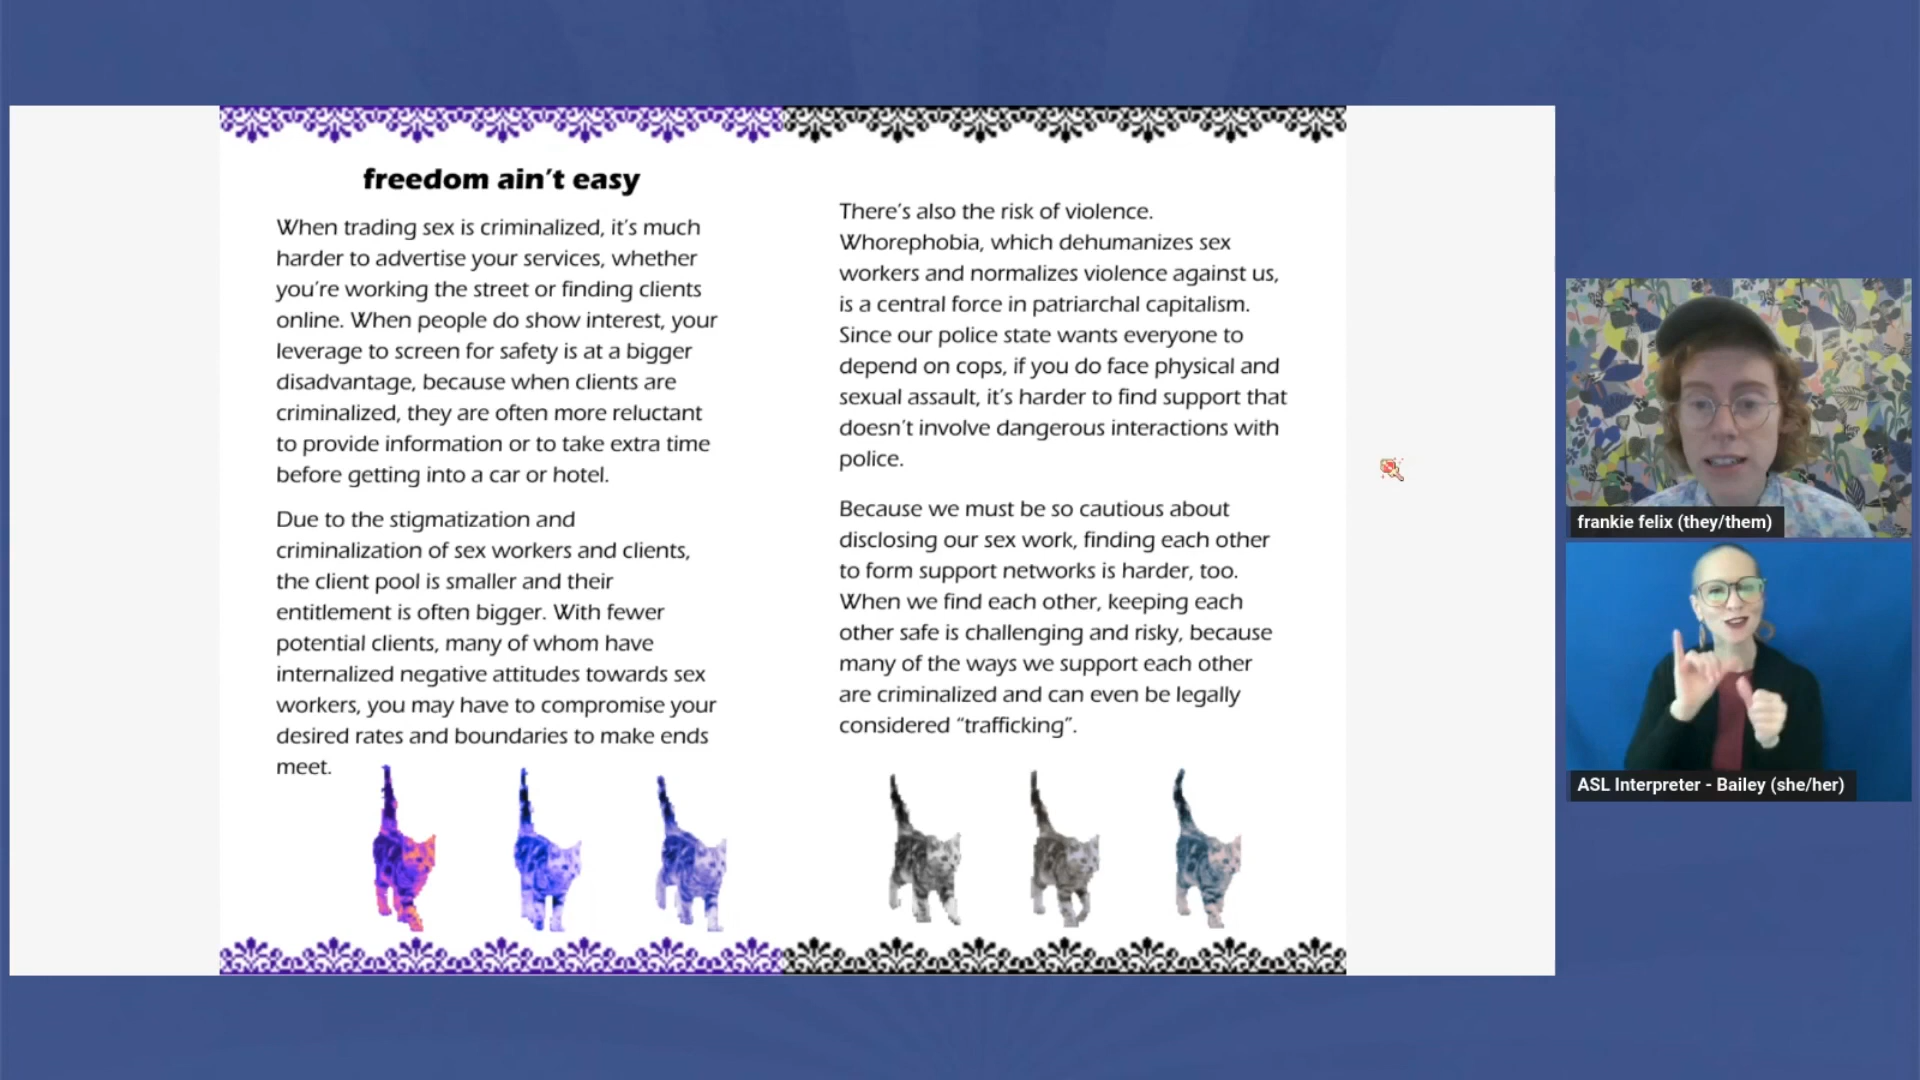 freedom ain't easy
When trading sex is criminalized, it's much
harder to advertise your services, whether
you're working the street or finding clients
online. When people do show interest, your
leverage to screen for safety is at a bigger
disadvantage, because when clients are
criminalized, they are often more reluctant
to provide information or to take extra time
before getting into a car or hotel.
Due to the stigmatization and
criminalization of sex workers and clients,
the client pool is smaller and their
entitlement is often bigger. With fewer
potential clients, many of whom have
internalized negative attitudes towards sex
workers, you may have to compromise your
desired rates and boundaries to make ends
meet.
There's also the risk of violence.
Whorephobia, which dehumanizes sex
workers and normalizes violence against us,
is a central force in patriarchal capitalism.
Since our police state wants everyone to
depend on cops, if you do face physical and
sexual assault, it's harder to find support that
doesn't involve dangerous interactions with
police.
Because we must be so cautious about
disclosing our sex work, finding each other
to form support networks is harder, too.
When we find each other, keeping each
other safe is challenging and risky, because
many of the ways we support each other
are criminalized and can even be legally
considered "trafficking".
frankie felix (they/them)
ASL Interpreter - Bailey (she/her)